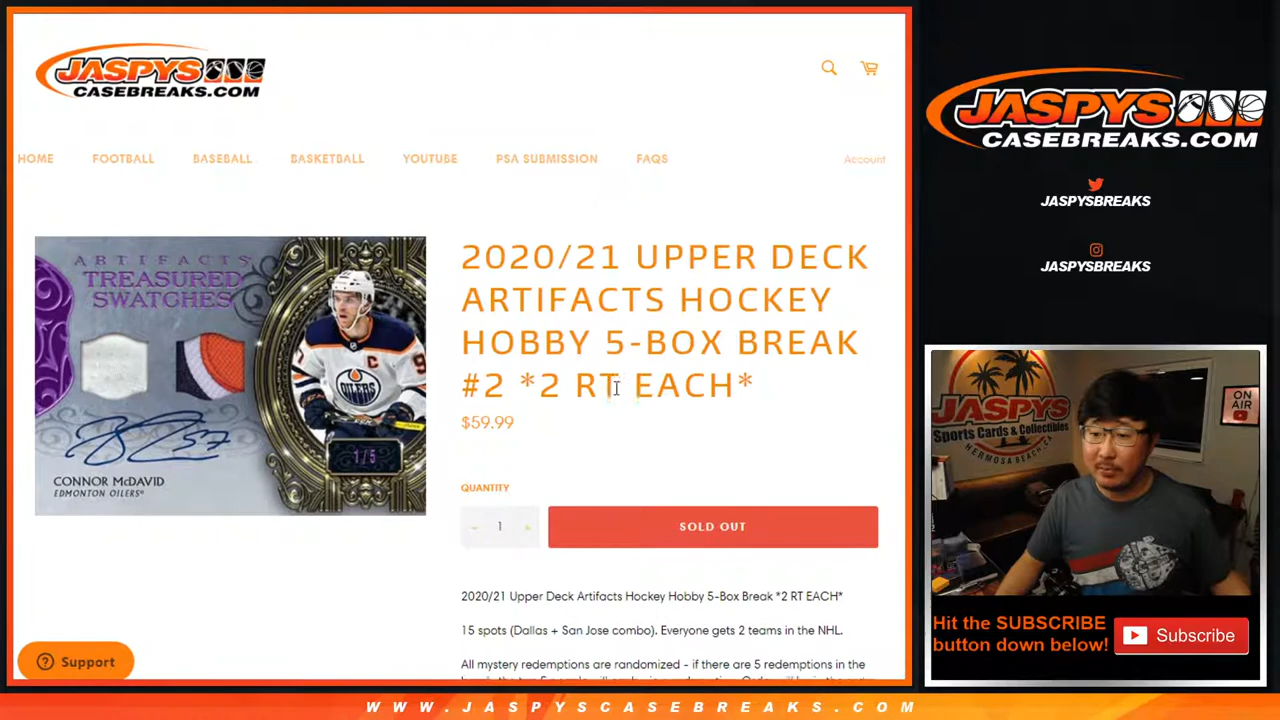 JASPYS
CASEBREAKS.COM
HOME FOOTBALL BASEBALL BASKETBALL YOUTUBE PSA SUBMISSION FAQS Account
ARTIFACTS
TREASURED
SWATCHES
C
OILERS
1/5
CONNOR McDAVID
EDMONTON OILERS®
2020/21 UPPER DECK
ARTIFACTS HOCKEY
HOBBY 5-BOX BREAK
#2 *2 RT EACH*
$59.99
QUANTITY
− 1 +
SOLD OUT
2020/21 Upper Deck Artifacts Hockey Hobby 5-Box Break *2 RT EACH*
15 spots (Dallas + San Jose combo). Everyone gets 2 teams in the NHL.
All mystery redemptions are randomized - if there are 5 redemptions in the
Support
JASPYS
CASEBREAKS.COM
JASPYSBREAKS
JASPYSBREAKS
JASPYS
Sports Cards & Collectibles
HERMOSA BEACH, CA
ON
AIR
Hit the SUBSCRIBE
button down below!
Subscribe
WWW.JASPYSCASEBREAKS.COM